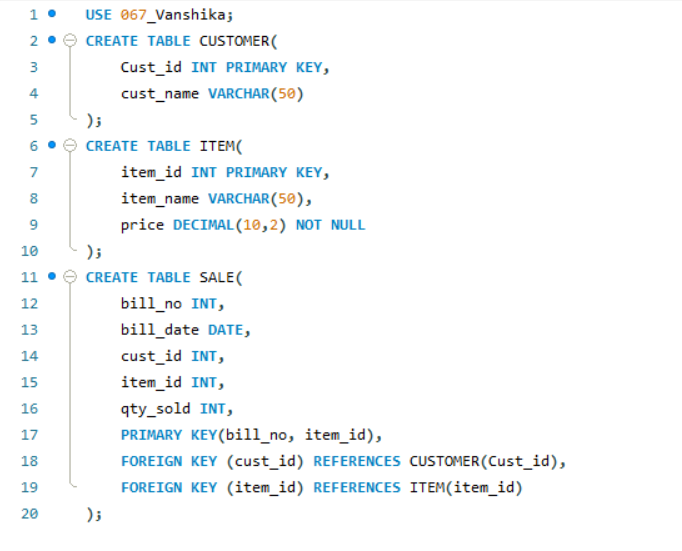 1 USE 067_Vanshika;
2 CREATE TABLE CUSTOMER(
3 Cust_id INT PRIMARY KEY,
4 cust_name VARCHAR(50)
5 );
6 CREATE TABLE ITEM(
7 item_id INT PRIMARY KEY,
8 item_name VARCHAR(50),
9 price DECIMAL(10,2) NOT NULL
10 );
11 CREATE TABLE SALE(
12 bill_no INT,
13 bill_date DATE,
14 cust_id INT,
15 item_id INT,
16 qty_sold INT,
17 PRIMARY KEY(bill_no, item_id),
18 FOREIGN KEY (cust_id) REFERENCES CUSTOMER(Cust_id),
19 FOREIGN KEY (item_id) REFERENCES ITEM(item_id)
20 );